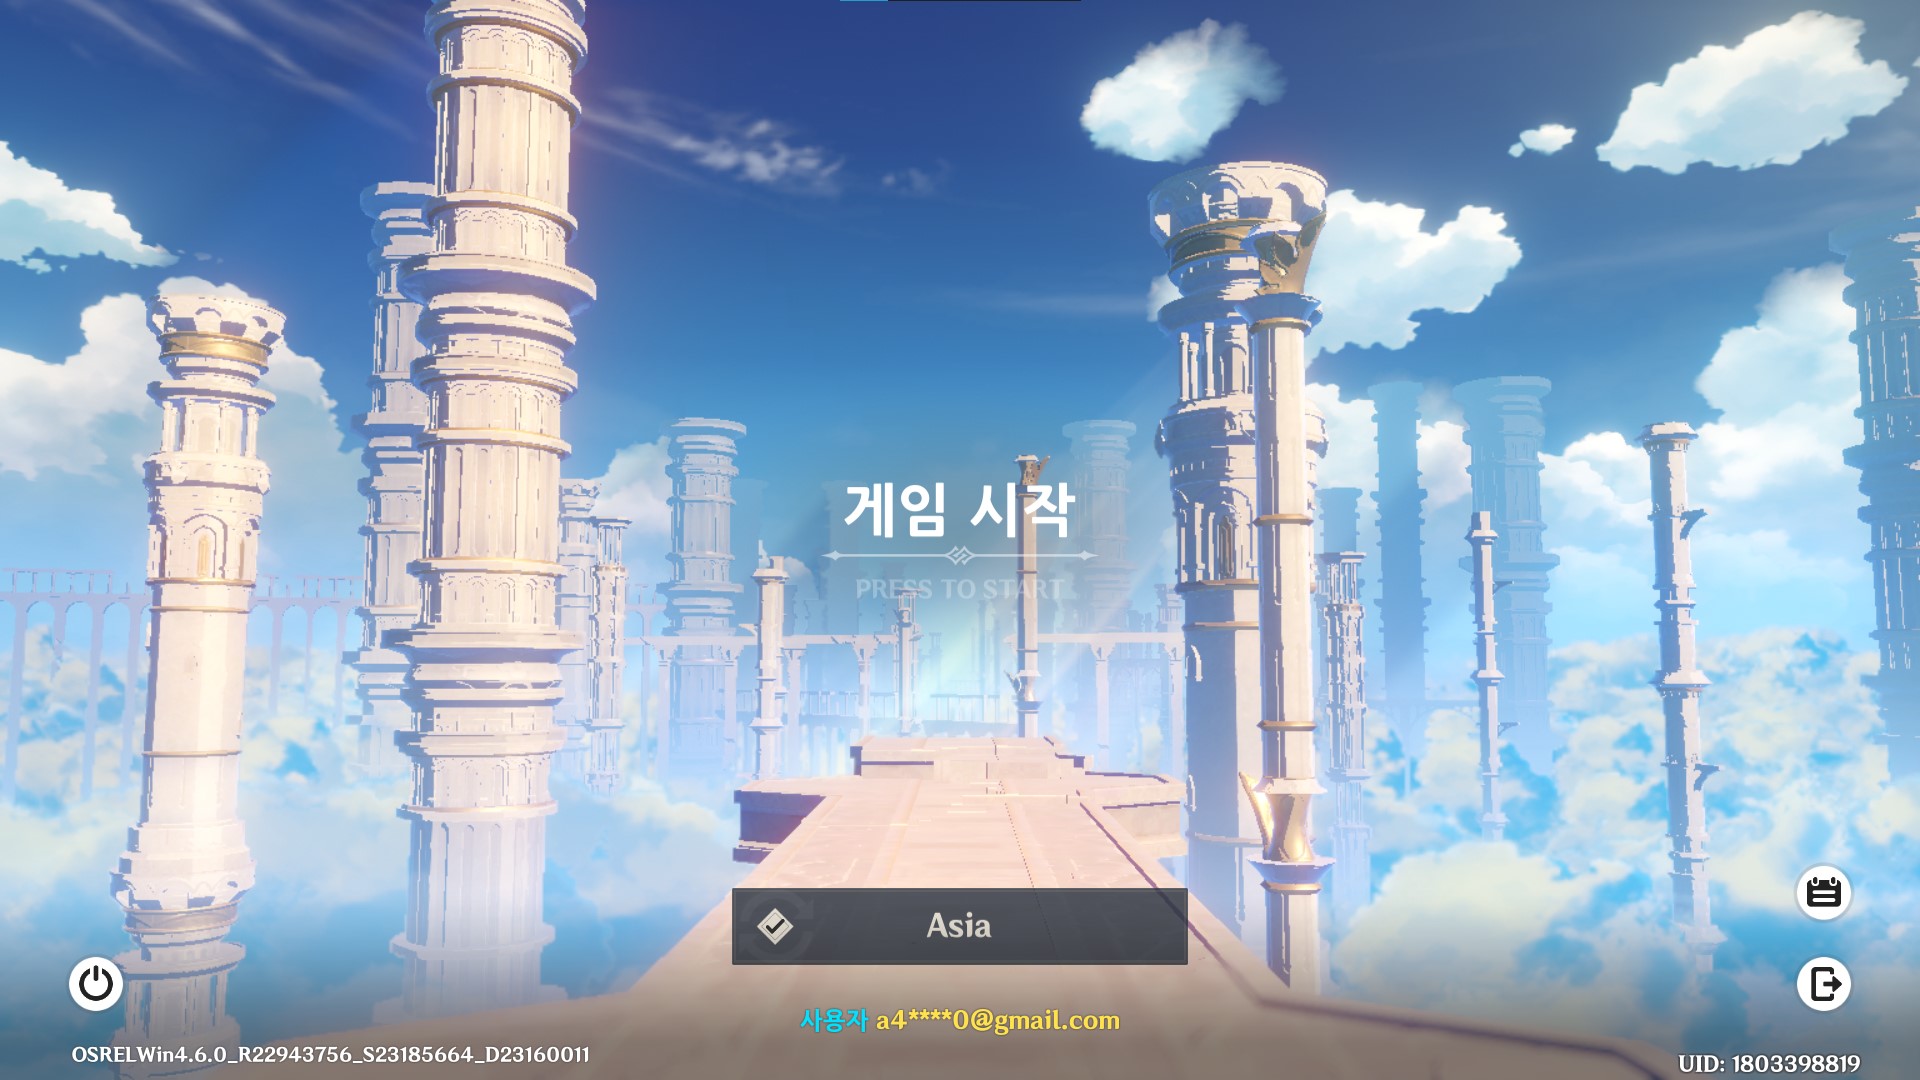 게임 시작
PRESS TO START
Asia
사용자 a4****0@gmail.com
OSRELWin4.6.0_R22943756_S23185664_D23160011
UID: 1803398819